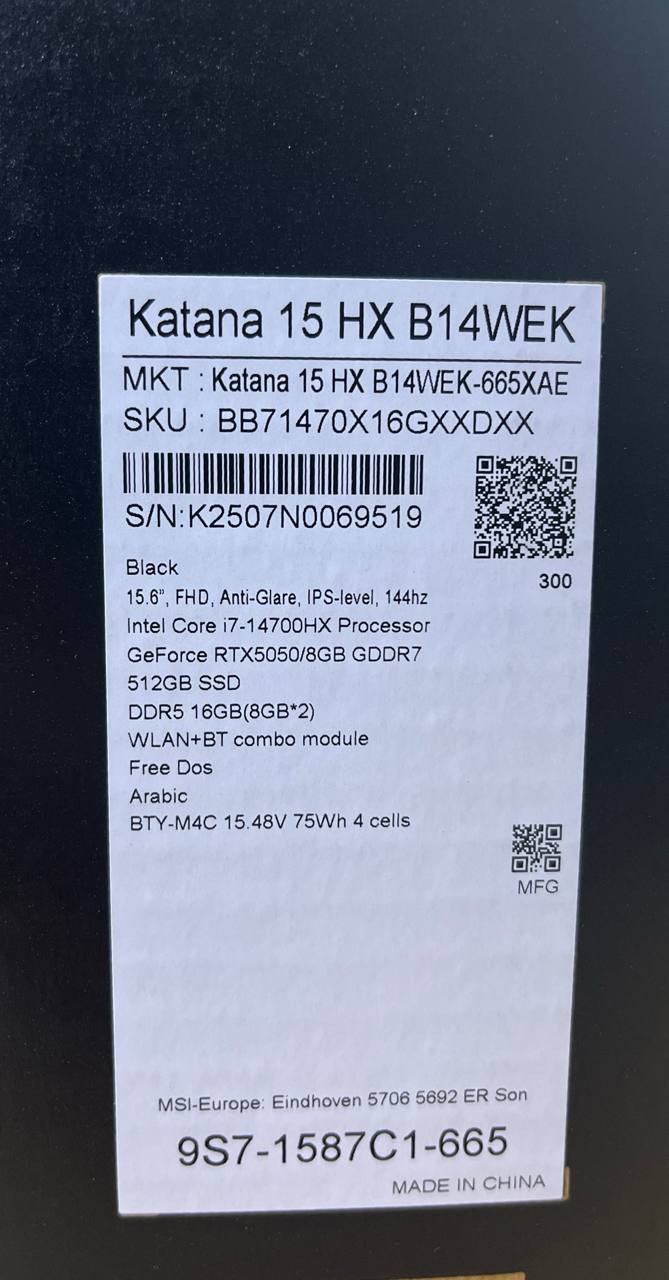 Katana 15 HX B14WEK
MKT : Katana 15 HX B14WEK-665XAE
SKU : BB71470X16GXXDXX
S/N:K2507N0069519
300
Black
15.6”, FHD, Anti-Glare, IPS-level, 144hz
Intel Core i7-14700HX Processor
GeForce RTX5050/8GB GDDR7
512GB SSD
DDR5 16GB(8GB*2)
WLAN+BT combo module
Free Dos
Arabic
BTY-M4C 15.48V 75Wh 4 cells
MFG
MSI-Europe: Eindhoven 5706 5692 ER Son
9S7-1587C1-665
MADE IN CHINA